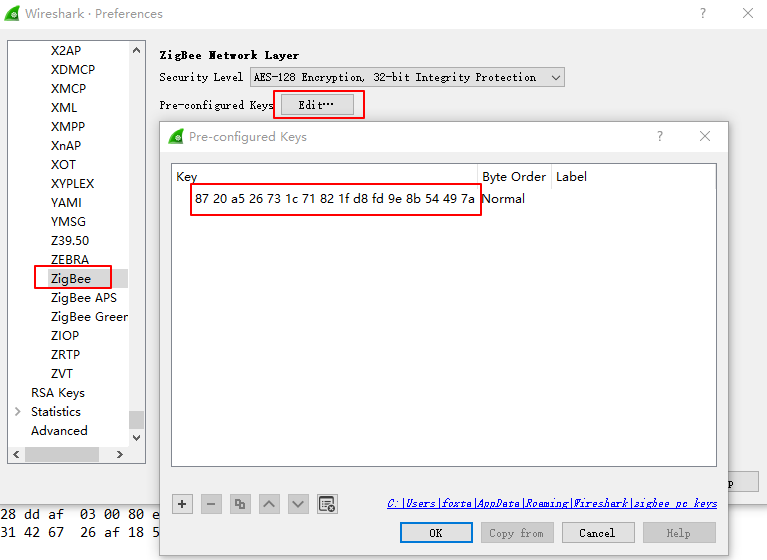 Wireshark · Preferences
X2AP
XDMCP
XMCP
XML
XMPP
XnAP
XOT
XYPLEX
YAMI
YMSG
Z39.50
ZEBRA
ZigBee
ZigBee APS
ZigBee Green
ZIOP
ZRTP
ZVT
RSA Keys
Statistics
Advanced
ZigBee Network Layer
Security Level AES-128 Encryption, 32-bit Integrity Protection
Pre-configured Keys Edit…
Pre-configured Keys
Key Byte Order Label
87 20 a5 26 73 1c 71 82 1f d8 fd 9e 8b 54 49 7a Normal
C:\Users\foxta\AppData\Roaming\Wireshark\zigbee_pc_keys
OK Copy from Cancel Help
28 dd af 03 00 80 e
31 42 67 26 af 18 5